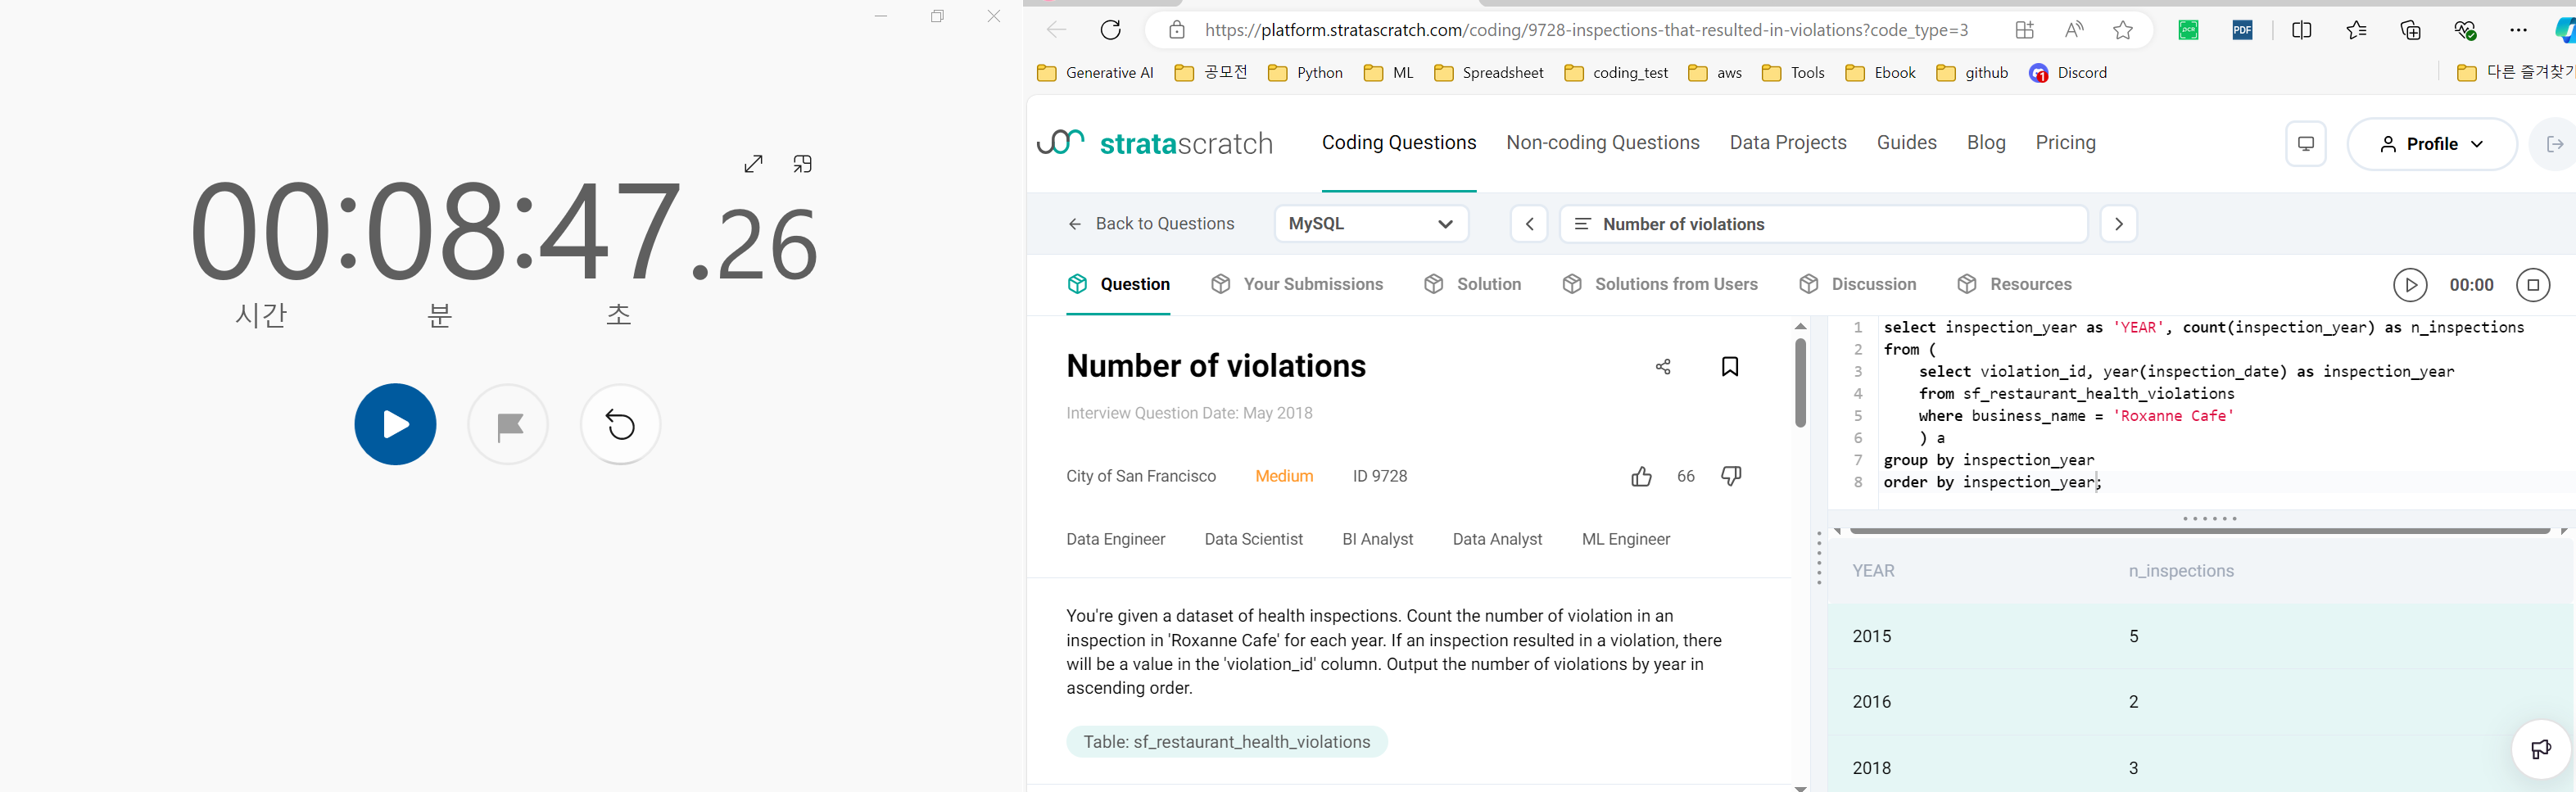 00:08:47.26
시간 분 초
https://platform.stratascratch.com/coding/9728-inspections-that-resulted-in-violations?code_type=3
PDF
Generative AI 공모전 Python ML Spreadsheet coding_test aws Tools Ebook github Discord
stratascratch
Coding Questions Non-coding Questions Data Projects Guides Blog Pricing
Profile
Back to Questions MySQL Number of violations
Question Your Submissions Solution Solutions from Users Discussion Resources 00:00
Number of violations
Interview Question Date: May 2018
City of San Francisco Medium ID 9728 66
Data Engineer Data Scientist BI Analyst Data Analyst ML Engineer
You're given a dataset of health inspections. Count the number of violation in an
inspection in 'Roxanne Cafe' for each year. If an inspection resulted in a violation, there
will be a value in the 'violation_id' column. Output the number of violations by year in
ascending order.
Table: sf_restaurant_health_violations
1 select inspection_year as 'YEAR', count(inspection_year) as n_inspections
2 from (
3 select violation_id, year(inspection_date) as inspection_year
4 from sf_restaurant_health_violations
5 where business_name = 'Roxanne Cafe'
6 ) a
7 group by inspection_year
8 order by inspection_year;
YEAR n_inspections
2015 5
2016 2
2018 3